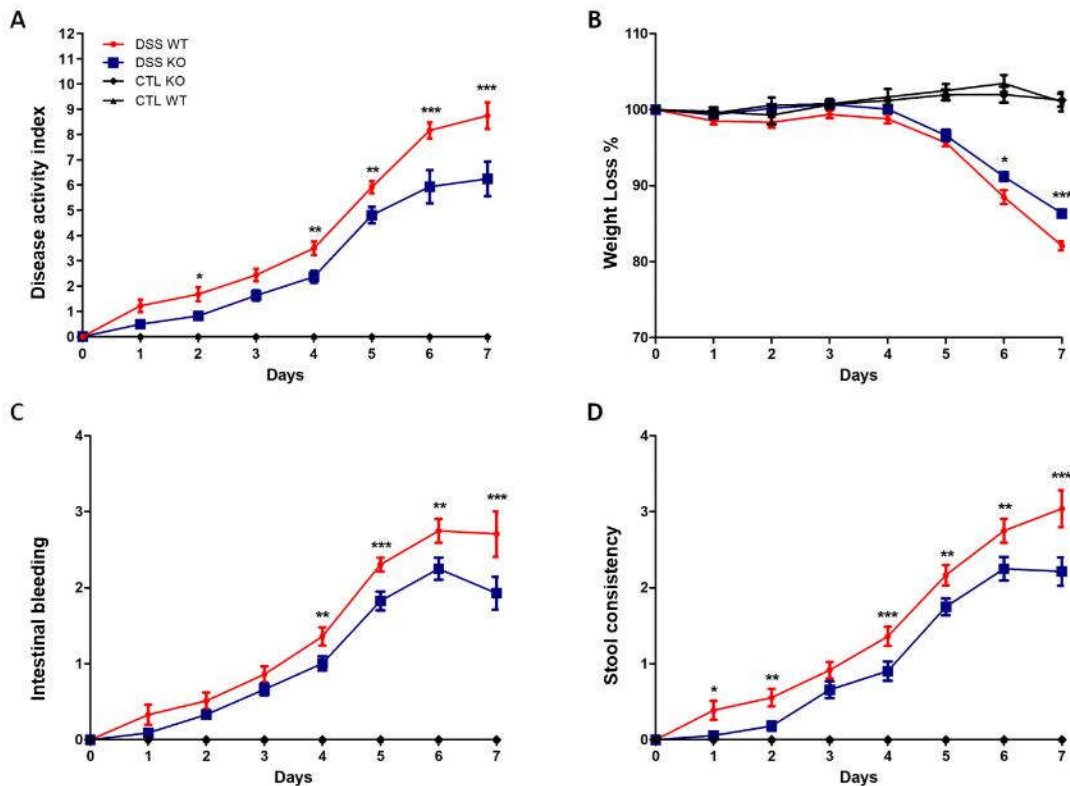 A
12
11
10
9
8
7
6
5
4
3
2
1
0
Disease activity index
DSS WT
DSS KO
CTL KO
CTL WT
*
**
**
***
***
0 1 2 3 4 5 6 7
Days
B
110
100
90
80
70
Weight Loss %
*
***
0 1 2 3 4 5 6 7
Days
C
4
3
2
1
0
Intestinal bleeding
**
***
**
***
0 1 2 3 4 5 6 7
Days
D
4
3
2
1
0
Stool consistency
*
**
***
**
**
***
0 1 2 3 4 5 6 7
Days